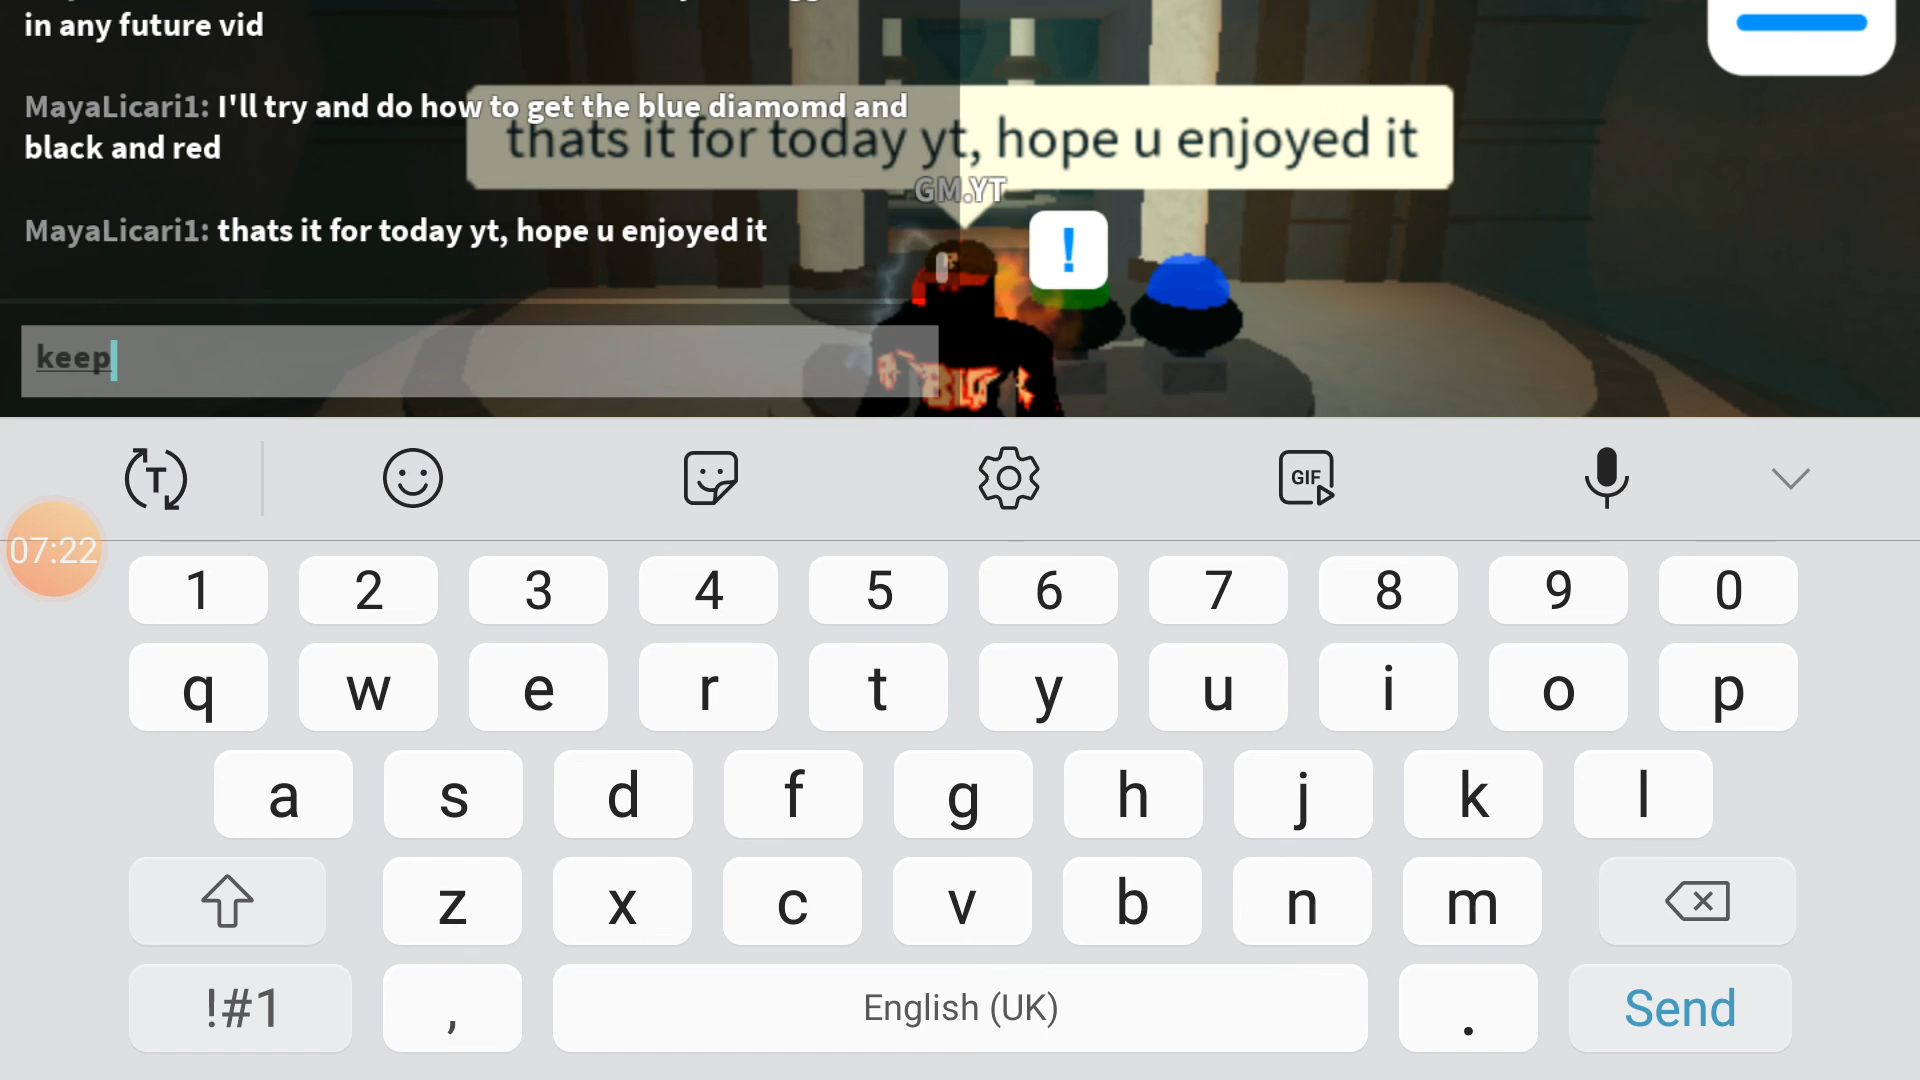 in any future vid
MayaLicari1: I'll try and do how to get the blue diamomd and
black and red
thats it for today yt, hope u enjoyed it
GM.YT
MayaLicari1: thats it for today yt, hope u enjoyed it
!
keep
T
GIF
07:22
1 2 3 4 5 6 7 8 9 0
q w e r t y u i o p
a s d f g h j k l
z x c v b n m
!#1 , English (UK) . Send